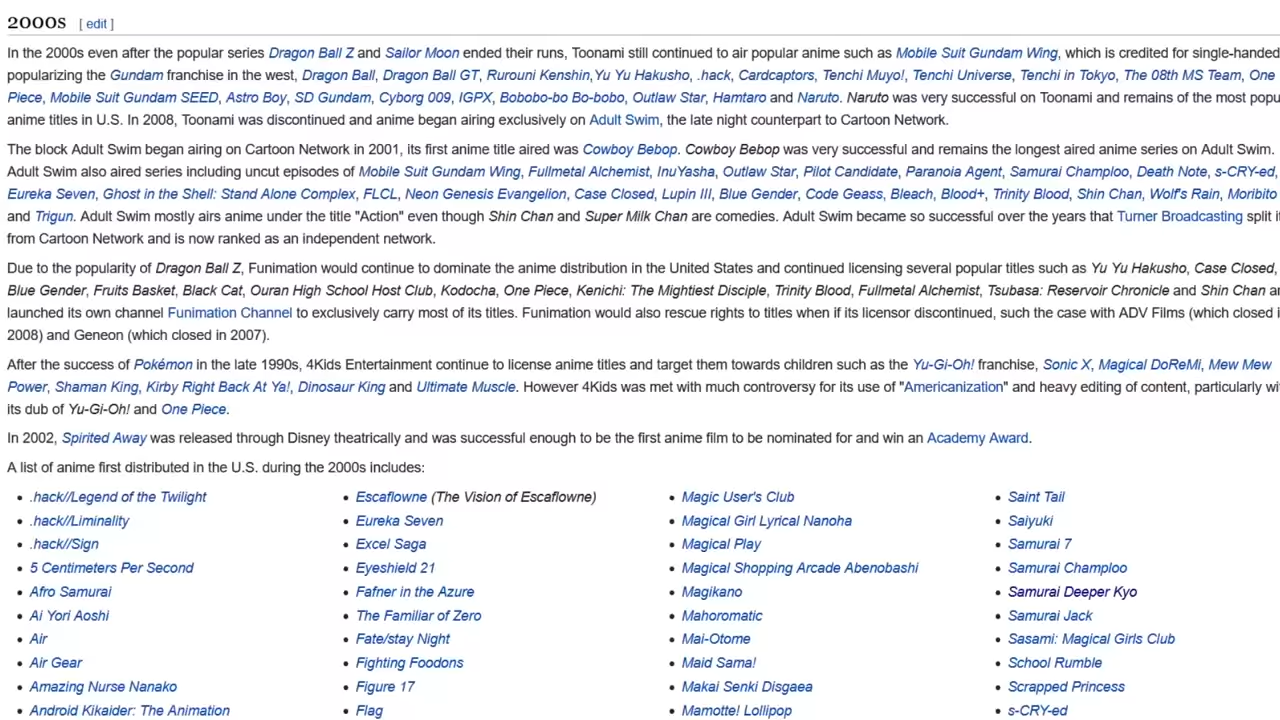 2000s [ edit ]
In the 2000s even after the popular series Dragon Ball Z and Sailor Moon ended their runs, Toonami still continued to air popular anime such as Mobile Suit Gundam Wing, which is credited for single-handed
popularizing the Gundam franchise in the west, Dragon Ball, Dragon Ball GT, Rurouni Kenshin,Yu Yu Hakusho, .hack, Cardcaptors, Tenchi Muyo!, Tenchi Universe, Tenchi in Tokyo, The 08th MS Team, One
Piece, Mobile Suit Gundam SEED, Astro Boy, SD Gundam, Cyborg 009, IGPX, Bobobo-bo Bo-bobo, Outlaw Star, Hamtaro and Naruto. Naruto was very successful on Toonami and remains of the most popu
anime titles in U.S. In 2008, Toonami was discontinued and anime began airing exclusively on Adult Swim, the late night counterpart to Cartoon Network.
The block Adult Swim began airing on Cartoon Network in 2001, its first anime title aired was Cowboy Bebop. Cowboy Bebop was very successful and remains the longest aired anime series on Adult Swim.
Adult Swim also aired series including uncut episodes of Mobile Suit Gundam Wing, Fullmetal Alchemist, InuYasha, Outlaw Star, Pilot Candidate, Paranoia Agent, Samurai Champloo, Death Note, s-CRY-ed,
Eureka Seven, Ghost in the Shell: Stand Alone Complex, FLCL, Neon Genesis Evangelion, Case Closed, Lupin III, Blue Gender, Code Geass, Bleach, Blood+, Trinity Blood, Shin Chan, Wolf's Rain, Moribito
and Trigun. Adult Swim mostly airs anime under the title "Action" even though Shin Chan and Super Milk Chan are comedies. Adult Swim became so successful over the years that Turner Broadcasting split i
from Cartoon Network and is now ranked as an independent network.
Due to the popularity of Dragon Ball Z, Funimation would continue to dominate the anime distribution in the United States and continued licensing several popular titles such as Yu Yu Hakusho, Case Closed,
Blue Gender, Fruits Basket, Black Cat, Ouran High School Host Club, Kodocha, One Piece, Kenichi: The Mightiest Disciple, Trinity Blood, Fullmetal Alchemist, Tsubasa: Reservoir Chronicle and Shin Chan a
launched its own channel Funimation Channel to exclusively carry most of its titles. Funimation would also rescue rights to titles when if its licensor discontinued, such the case with ADV Films (which closed i
2008) and Geneon (which closed in 2007).
After the success of Pokémon in the late 1990s, 4Kids Entertainment continue to license anime titles and target them towards children such as the Yu-Gi-Oh! franchise, Sonic X, Magical DoReMi, Mew Mew
Power, Shaman King, Kirby Right Back At Ya!, Dinosaur King and Ultimate Muscle. However 4Kids was met with much controversy for its use of "Americanization" and heavy editing of content, particularly wi
its dub of Yu-Gi-Oh! and One Piece.
In 2002, Spirited Away was released through Disney theatrically and was successful enough to be the first anime film to be nominated for and win an Academy Award.
A list of anime first distributed in the U.S. during the 2000s includes:
.hack//Legend of the Twilight
.hack//Liminality
.hack//Sign
5 Centimeters Per Second
Afro Samurai
Ai Yori Aoshi
Air
Air Gear
Amazing Nurse Nanako
Android Kikaider: The Animation
Escaflowne (The Vision of Escaflowne)
Eureka Seven
Excel Saga
Eyeshield 21
Fafner in the Azure
The Familiar of Zero
Fate/stay Night
Fighting Foodons
Figure 17
Flag
Magic User's Club
Magical Girl Lyrical Nanoha
Magical Play
Magical Shopping Arcade Abenobashi
Magikano
Mahoromatic
Mai-Otome
Maid Sama!
Makai Senki Disgaea
Mamotte! Lollipop
Saint Tail
Saiyuki
Samurai 7
Samurai Champloo
Samurai Deeper Kyo
Samurai Jack
Sasami: Magical Girls Club
School Rumble
Scrapped Princess
s-CRY-ed